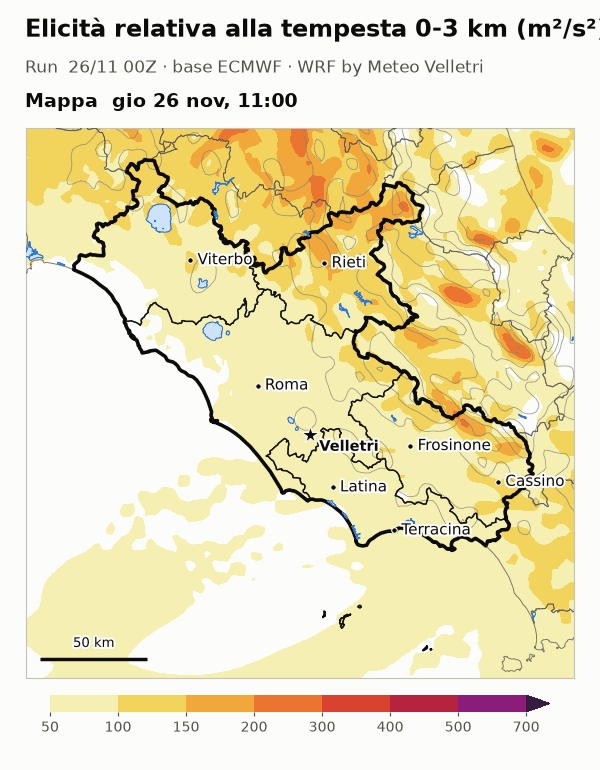 Elicità relativa alla tempesta 0-3 km (m²/s²)
Run  26/11 00Z · base ECMWF · WRF by Meteo Velletri
Mappa  gio 26 nov, 11:00
Viterbo
Rieti
Roma
Velletri
Frosinone
Cassino
Latina
Terracina
50 km
50 100 150 200 300 400 500 700